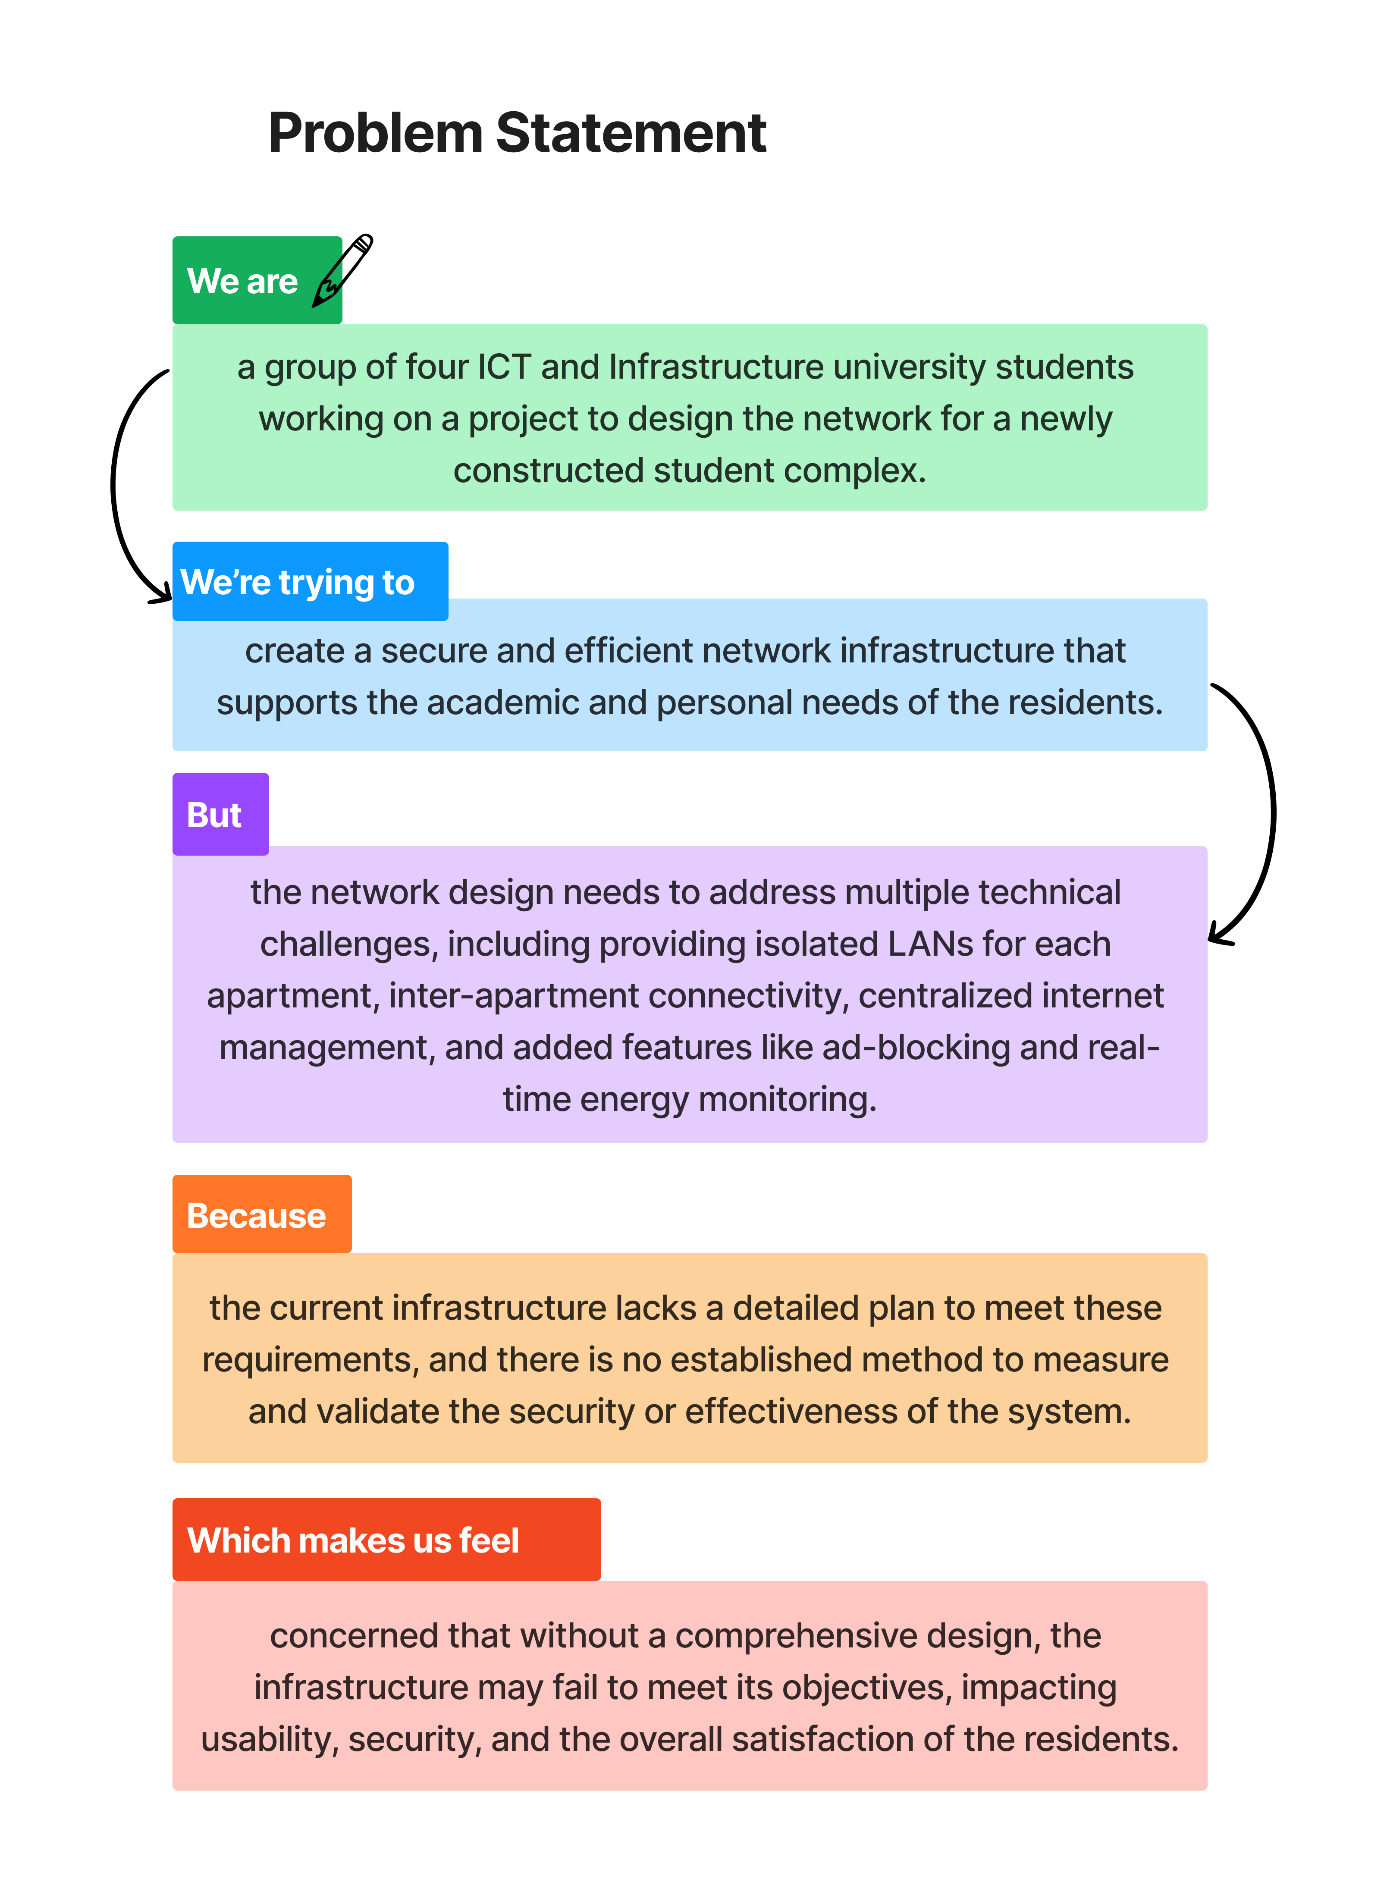 Problem Statement
We are
a group of four ICT and Infrastructure university students
working on a project to design the network for a newly
constructed student complex.
We’re trying to
create a secure and efficient network infrastructure that
supports the academic and personal needs of the residents.
But
the network design needs to address multiple technical
challenges, including providing isolated LANs for each
apartment, inter-apartment connectivity, centralized internet
management, and added features like ad-blocking and real-
time energy monitoring.
Because
the current infrastructure lacks a detailed plan to meet these
requirements, and there is no established method to measure
and validate the security or effectiveness of the system.
Which makes us feel
concerned that without a comprehensive design, the
infrastructure may fail to meet its objectives, impacting
usability, security, and the overall satisfaction of the residents.